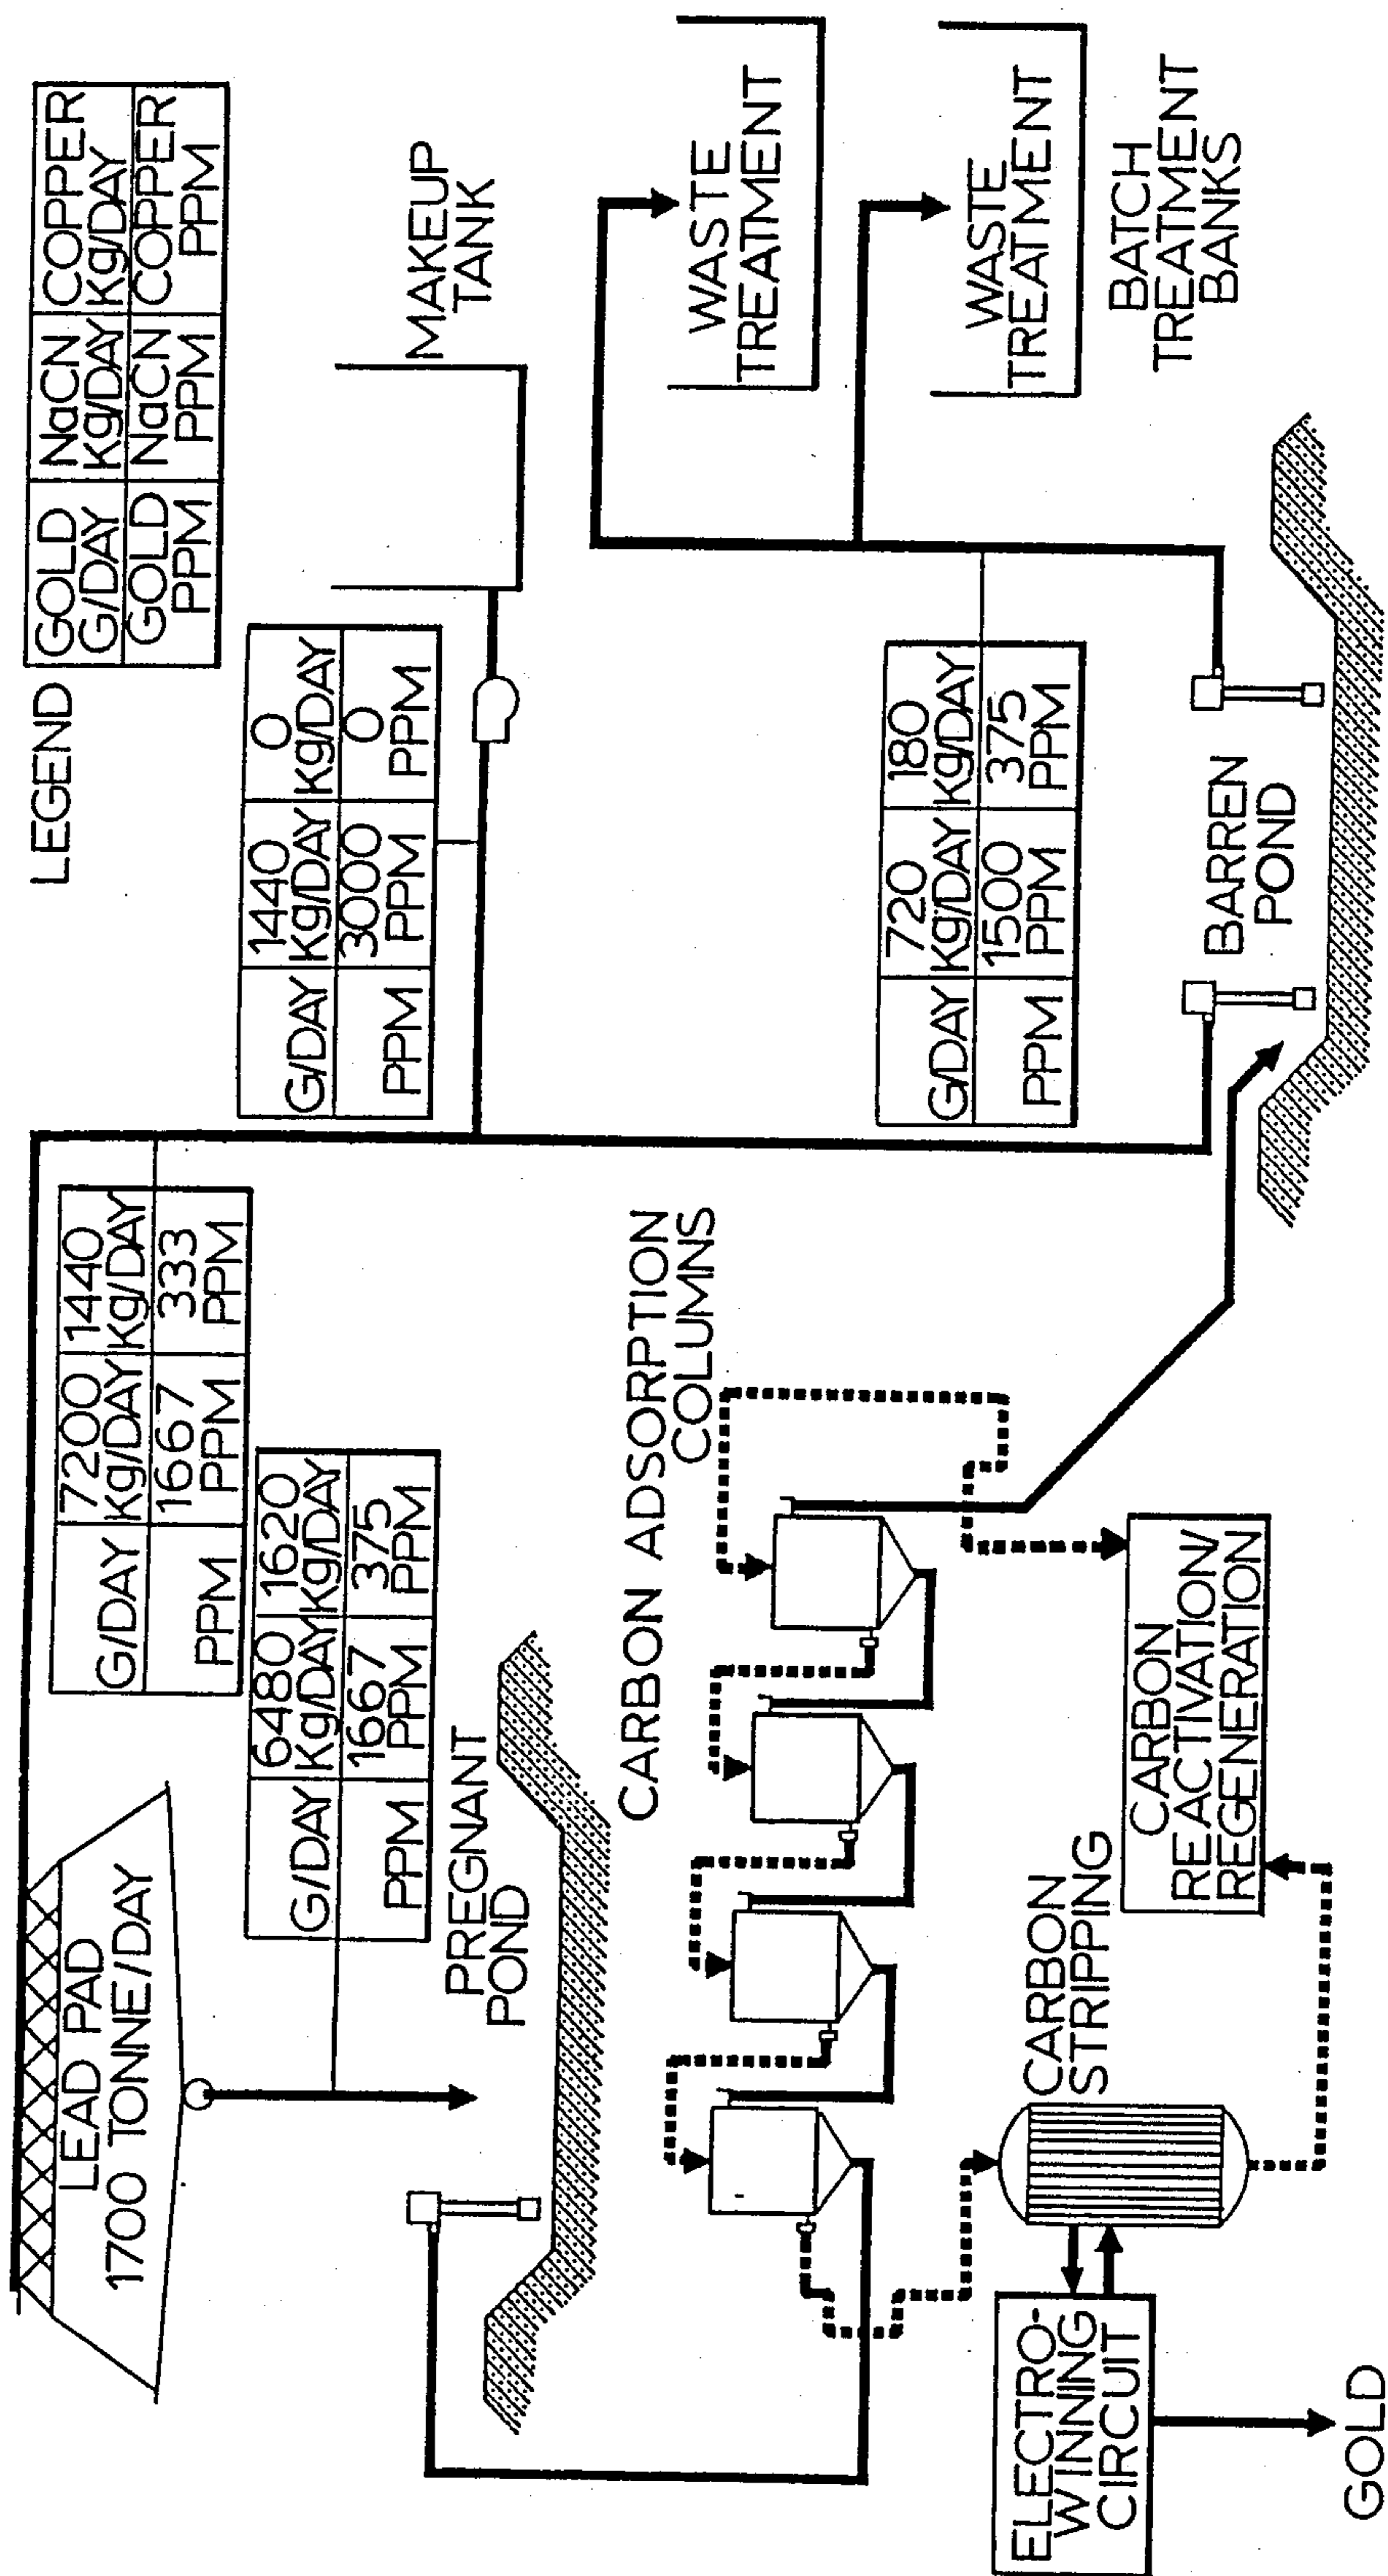 LEGEND
GOLD G/DAY
NaCN Kg/DAY
COPPER Kg/DAY
GOLD PPM
NaCN PPM
COPPER PPM
LEAD PAD
1700 TONNE/DAY
G/DAY
7200 Kg/DAY
1440 Kg/DAY
PPM
1667 PPM
333 PPM
G/DAY
6480 Kg/DAY
1620 Kg/DAY
PPM
1667 PPM
375 PPM
G/DAY
1440 Kg/DAY
0 Kg/DAY
PPM
3000 PPM
0 PPM
MAKEUP
TANK
PREGNANT
POND
CARBON ADSORPTION
COLUMNS
WASTE
TREATMENT
WASTE
TREATMENT
BATCH
TREATMENT
BANKS
G/DAY
720 Kg/DAY
180 Kg/DAY
PPM
1500 PPM
375 PPM
BARREN
POND
CARBON
STRIPPING
CARBON
REACTIVATION/
REGENERATION
ELECTRO-
WINNING
CIRCUIT
GOLD